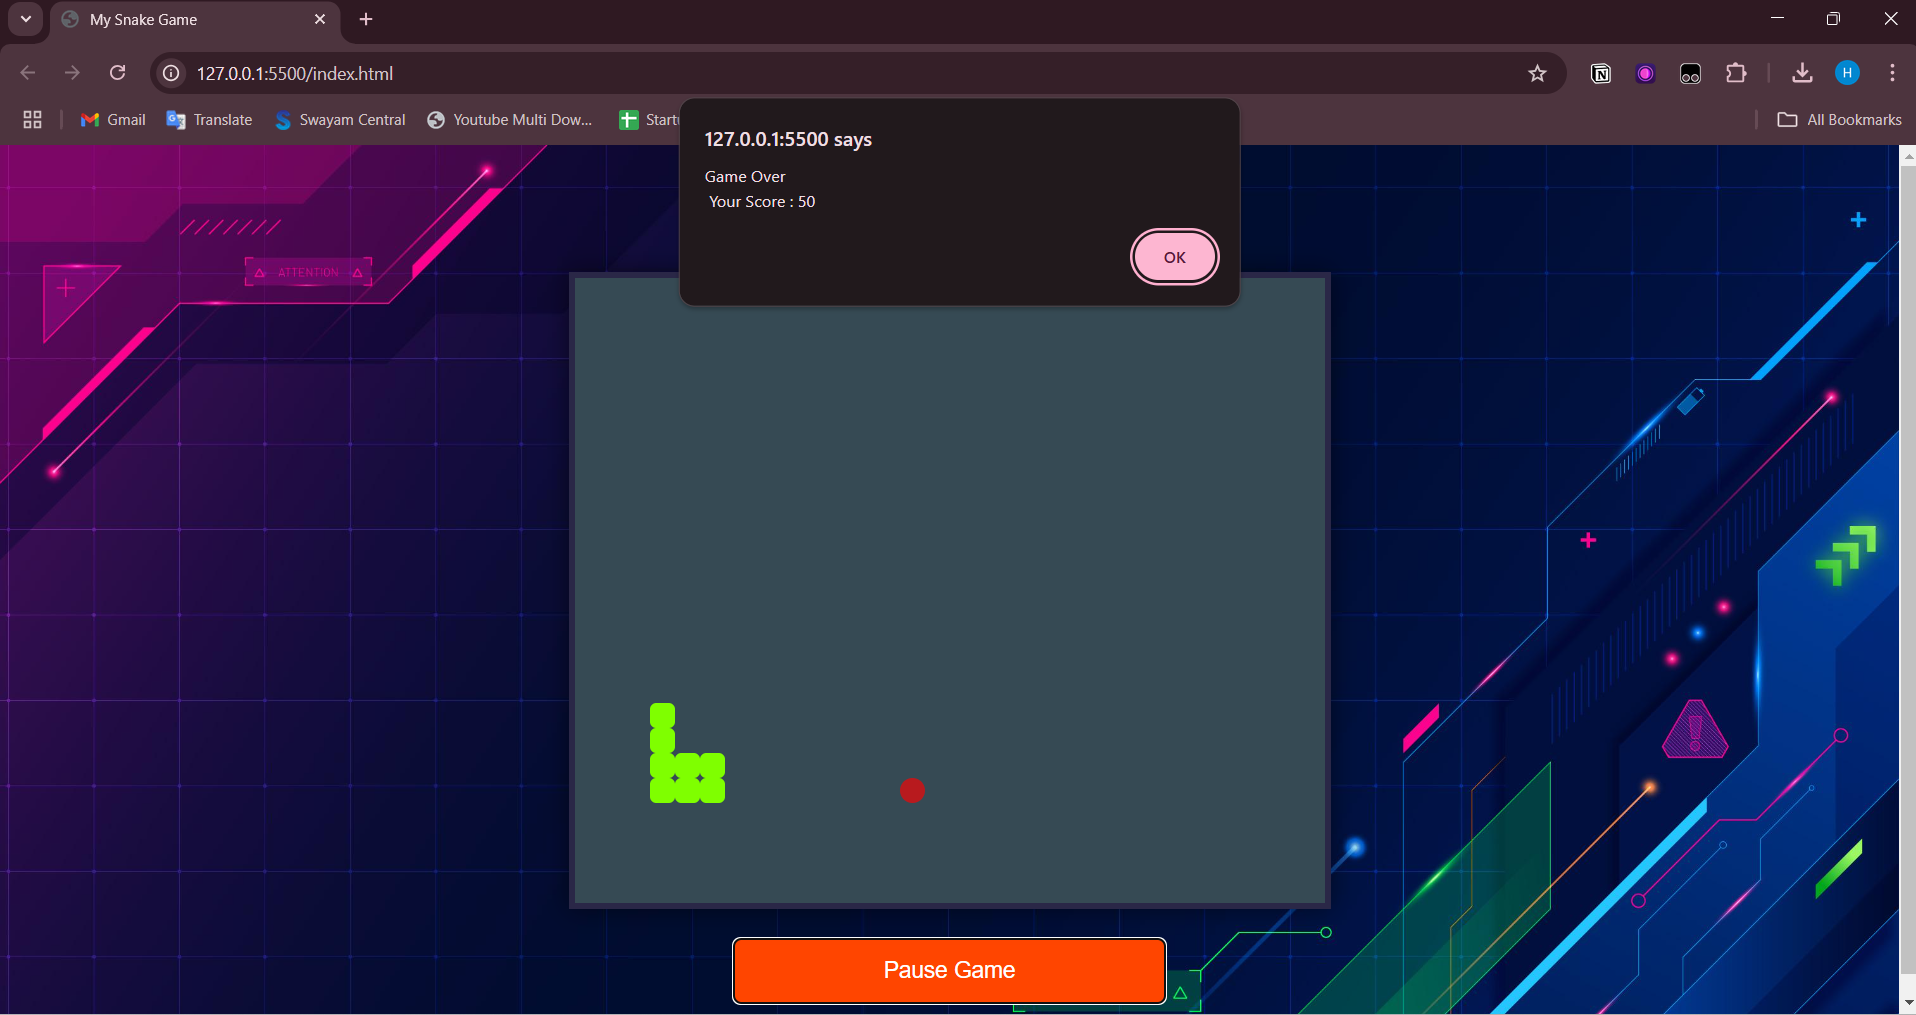 My Snake Game
127.0.0.1:5500/index.html
H
Gmail
Translate
Swayam Central
Youtube Multi Dow...
All Bookmarks
127.0.0.1:5500 says
Game Over
Your Score : 50
OK
ATTENTION
Pause Game